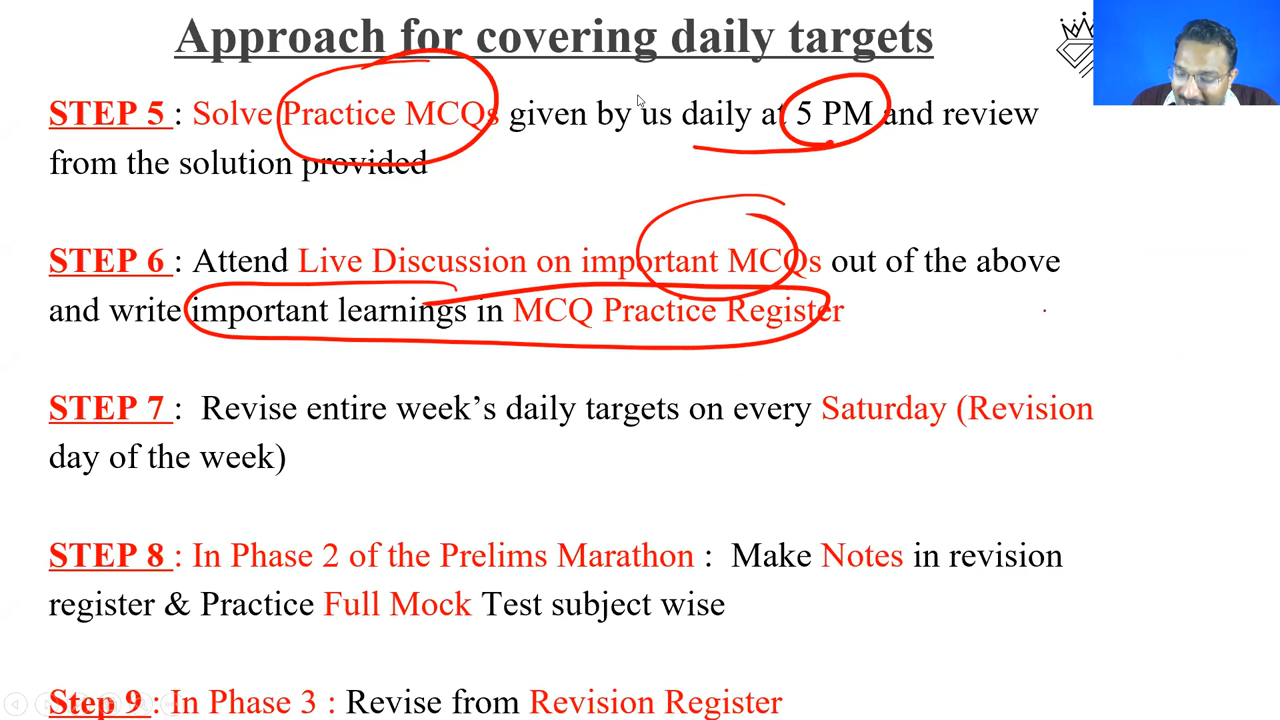 Approach for covering daily targets
STEP 5 : Solve Practice MCQs given by us daily at 5 PM and review
from the solution provided
STEP 6 : Attend Live Discussion on important MCQs out of the above
and write important learnings in MCQ Practice Register
STEP 7 : Revise entire week’s daily targets on every Saturday (Revision
day of the week)
STEP 8 : In Phase 2 of the Prelims Marathon : Make Notes in revision
register & Practice Full Mock Test subject wise
Step 9 : In Phase 3 : Revise from Revision Register